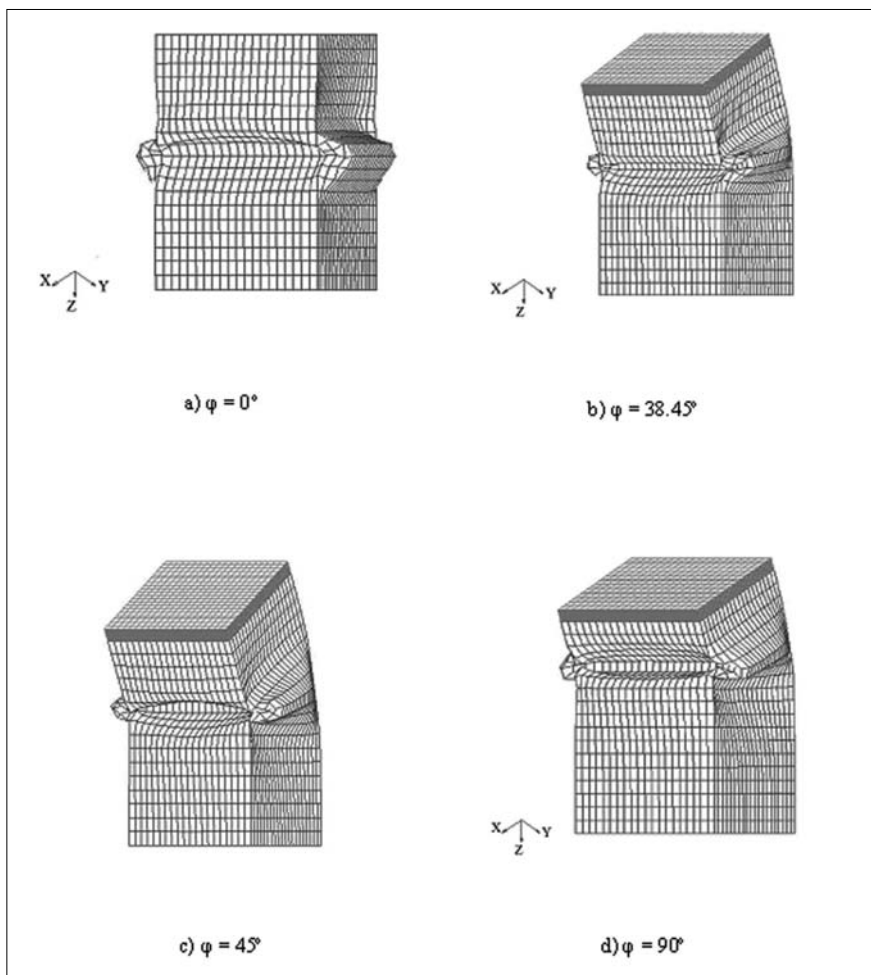 X Y
Z
a) φ = 0°
X Y
Z
b) φ = 38.45°
c) φ = 45°
X Y
Z
d) φ = 90°